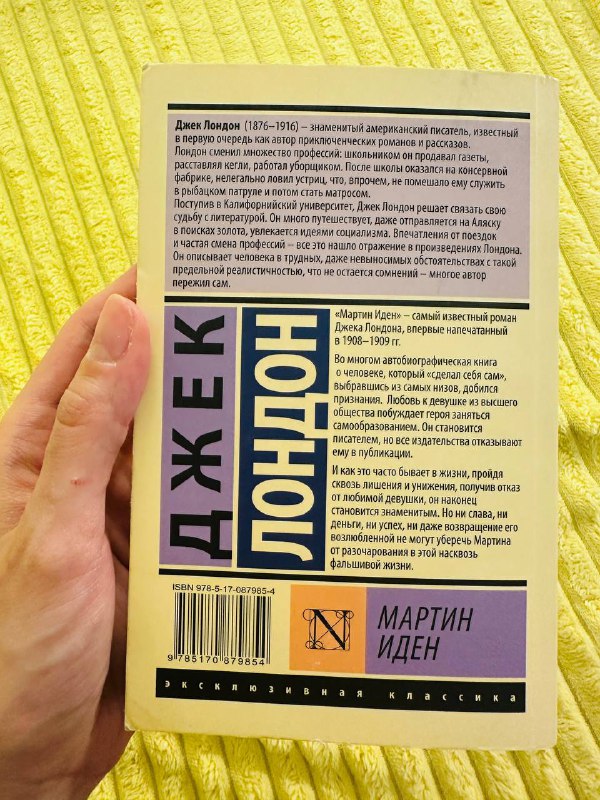 Джек Лондон (1876–1916) – знаменитый американский писатель, известный
в первую очередь как автор приключенческих романов и рассказов.
Лондон сменил множество профессий: школьником он продавал газеты,
расставлял кегли, работал уборщиком. После школы оказался на консервной
фабрике, нелегально ловил устриц, что, впрочем, не помешало ему служить
в рыбацком патруле и потом стать матросом.
Поступив в Калифорнийский университет, Джек Лондон решает связать свою
судьбу с литературой. Он много путешествует, даже отправляется на Аляску
в поисках золота, увлекается идеями социализма. Впечатления от поездок
и частая смена профессий – все это нашло отражение в произведениях Лондона.
Он описывает человека в трудных, даже невыносимых обстоятельствах с такой
предельной реалистичностью, что не остается сомнений – многое автор
пережил сам.
ДЖЕК
ЛОНДОН
«Мартин Иден» – самый известный роман
Джека Лондона, впервые напечатанный
в 1908–1909 гг.
Во многом автобиографическая книга
о человеке, который «сделал себя сам»,
выбравшись из самых низов, добился
признания. Любовь к девушке из высшего
общества побуждает героя заняться
самообразованием. Он становится
писателем, но все издательства отказывают
ему в публикации.
И как это часто бывает в жизни, пройдя
сквозь лишения и унижения, получив отказ
от любимой девушки, он наконец
становится знаменитым. Но ни слава, ни
деньги, ни успех, ни даже возвращение его
возлюбленной не могут уберечь Мартина
от разочарования в этой насквозь
фальшивой жизни.
ISBN 978-5-17-087985-4
9 785170 879854
N
МАРТИН
ИДЕН
эксклюзивная классика